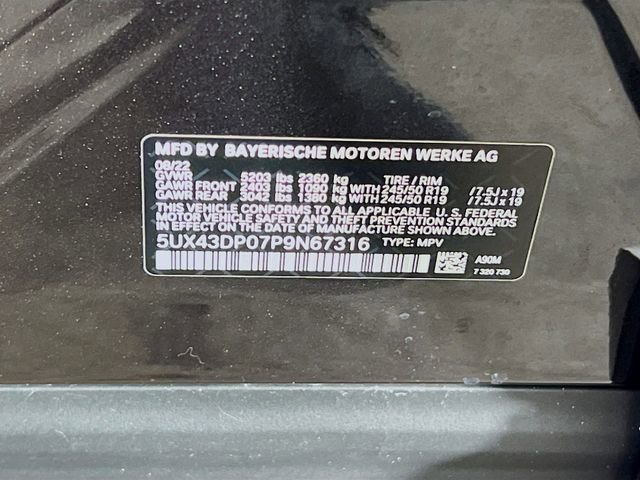 MFD BY BAYERISCHE MOTOREN WERKE AG
08/22
GVWR 5203 lbs 2360 kg TIRE / RIM
GAWR FRONT 2403 lbs 1090 kg WITH 245/50 R19 /7.5J x 19
GAWR REAR 3042 lbs 1380 kg WITH 245/50 R19 /7.5J x 19
THIS VEHICLE CONFORMS TO ALL APPLICABLE U. S. FEDERAL
MOTOR VEHICLE SAFETY AND THEFT PREVENTION STANDARDS
IN EFFECT ON THE DATE OF MANUFACTURE SHOWN ABOVE.
5UX43DP07P9N67316 TYPE: MPV
A90M
7 320 730